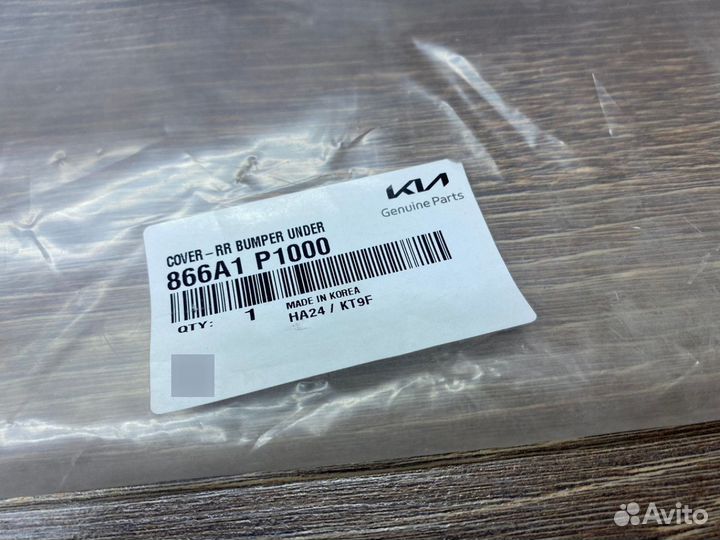 KIA
Genuine Parts
COVER-RR BUMPER UNDER
866A1 P1000
QTY: 1 MADE IN KOREA
HA24 / KT9F
Avito